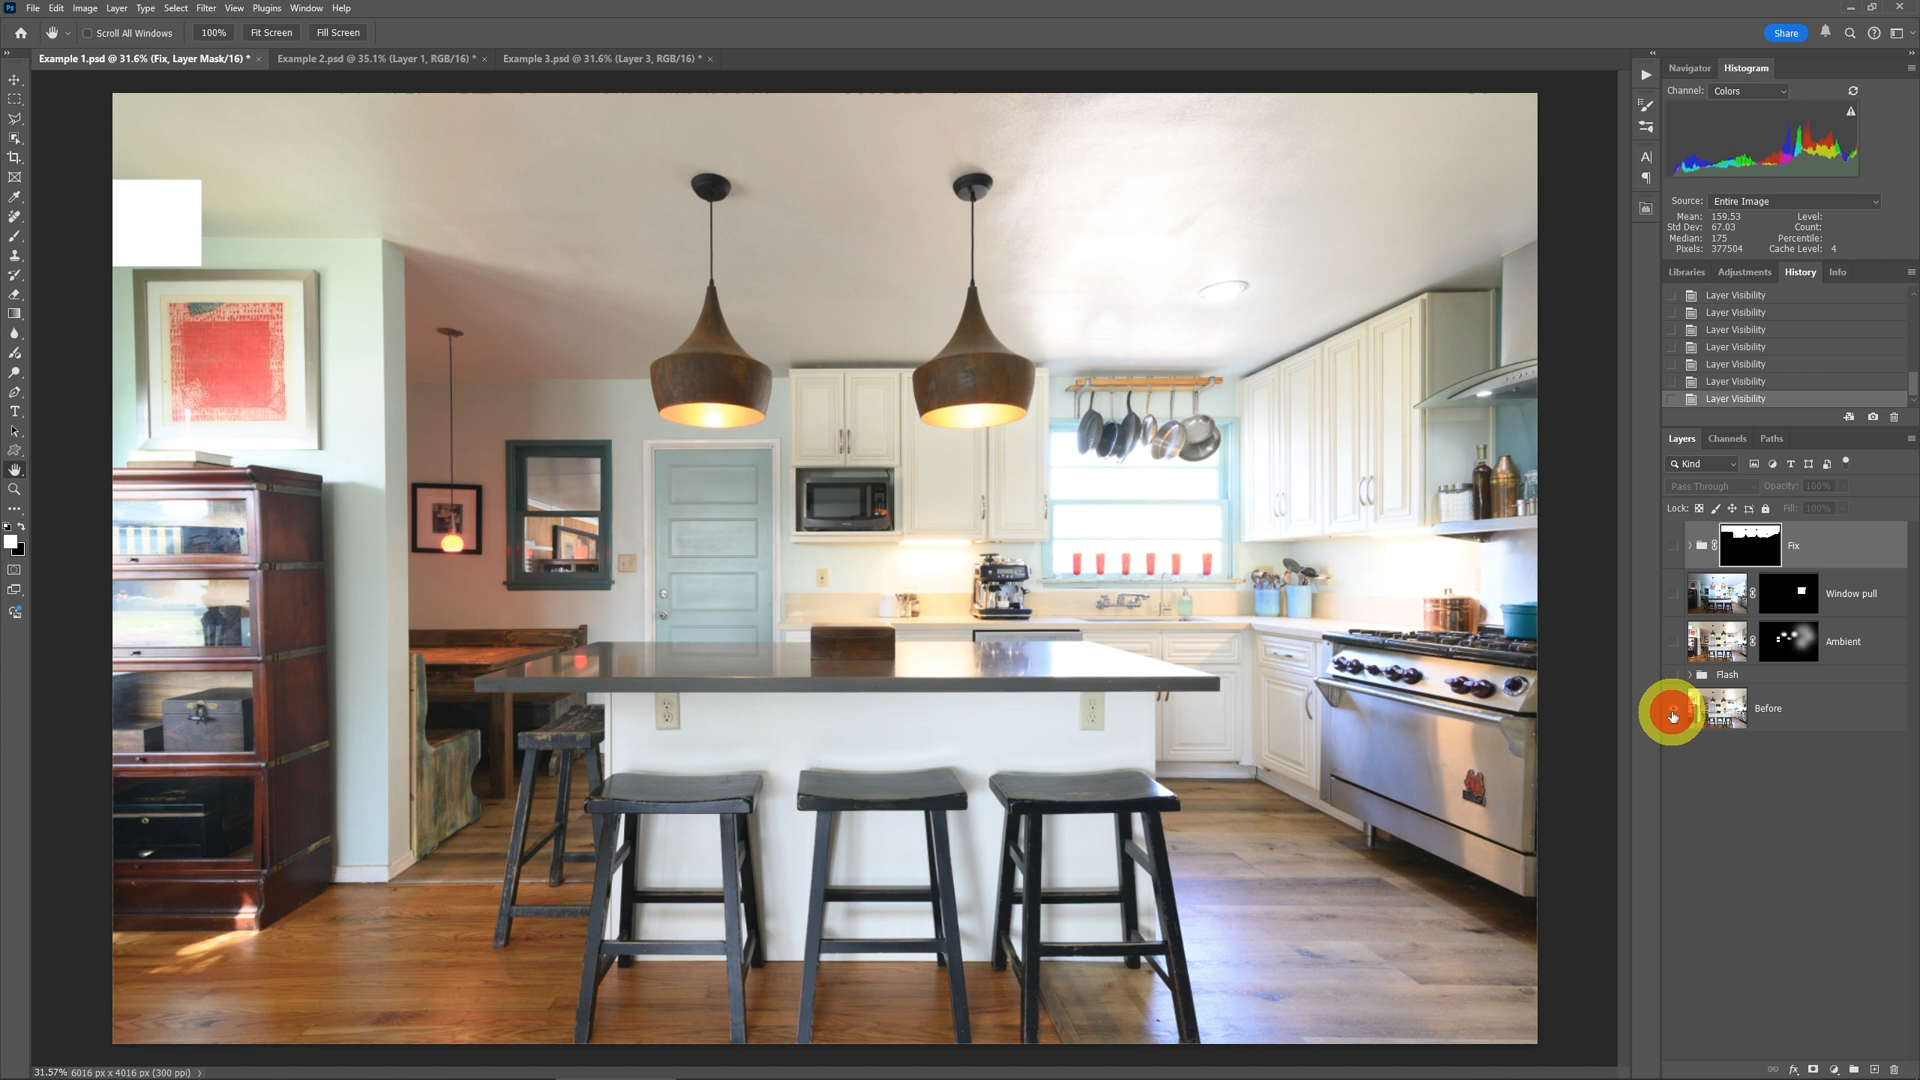 Ps File Edit Image Layer Type Select Filter View Plugins Window Help
Scroll All Windows 100% Fit Screen Fill Screen Share
Example 1.psd @ 31.6% (Fix, Layer Mask/16) * × Example 2.psd @ 35.1% (Layer 1, RGB/16) * × Example 3.psd @ 31.6% (Layer 3, RGB/16) * ×
Navigator Histogram
Channel: Colors
Source: Entire Image
Mean: 159.53 Level:
Std Dev: 67.03 Count:
Median: 175 Percentile:
Pixels: 377504 Cache Level: 4
Libraries Adjustments History Info
Layer Visibility
Layer Visibility
Layer Visibility
Layer Visibility
Layer Visibility
Layer Visibility
Layer Visibility
Layers Channels Paths
Kind
Pass Through Opacity: 100%
Lock: Fill: 100%
Fix
Window pull
Ambient
Flash
Before
31.57% 6016 px x 4016 px (300 ppi)